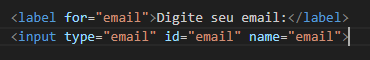 <label for="email">Digite seu email:</label>
<input type="email" id="email" name="email">